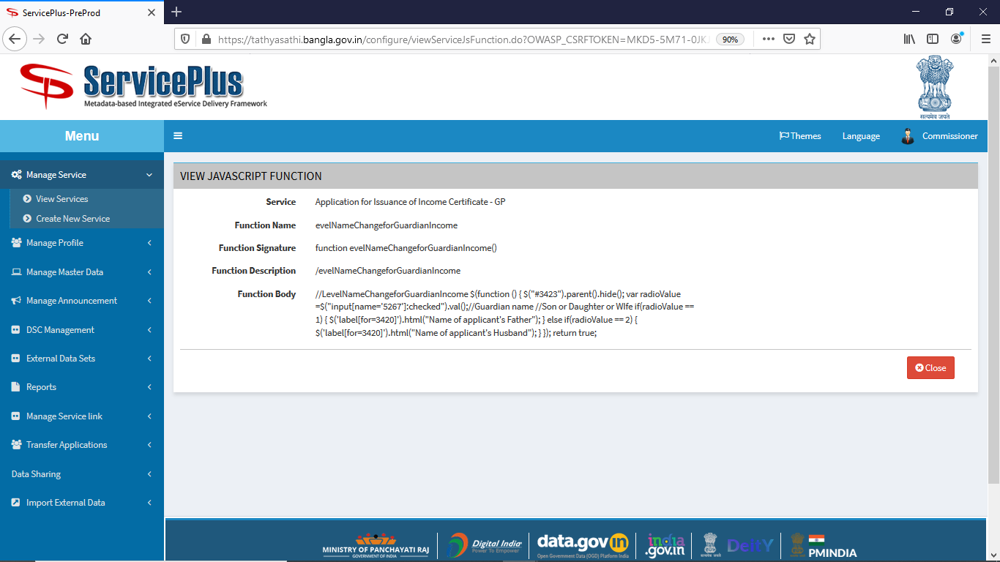 ServicePlus-PreProd
https://tathyasathi.bangla.gov.in/configure/viewServiceJsFunction.do?OWASP_CSRFTOKEN=MKD5-5M71-0JK
90%
ServicePlus
Metadata-based Integrated eService Delivery Framework
सत्यमेव जयते
Menu
Themes
Language
Commissioner
Manage Service
View Services
Create New Service
Manage Profile
Manage Master Data
Manage Announcement
DSC Management
External Data Sets
Reports
Manage Service link
Transfer Applications
Data Sharing
Import External Data
VIEW JAVASCRIPT FUNCTION
Service Application for Issuance of Income Certificate - GP
Function Name evelNameChangeforGuardianIncome
Function Signature function evelNameChangeforGuardianIncome()
Function Description /evelNameChangeforGuardianIncome
Function Body //LevelNameChangeforGuardianIncome $(function () { $("#3423").parent().hide(); var radioValue
=$("input[name='5267']:checked").val();//Guardian name //Son or Daughter or WIfe if(radioValue ==
1) { $('label[for=3420]').html("Name of applicant's Father"); } else if(radioValue == 2) {
$('label[for=3420]').html("Name of applicant's Husband"); } }); return true;
Close
MINISTRY OF PANCHAYATI RAJ
GOVERNMENT OF INDIA
Digital India
Power To Empower
data.gov in
Open Government Data (OGD) Platform India
india
.gov.in
DeitY
PMINDIA